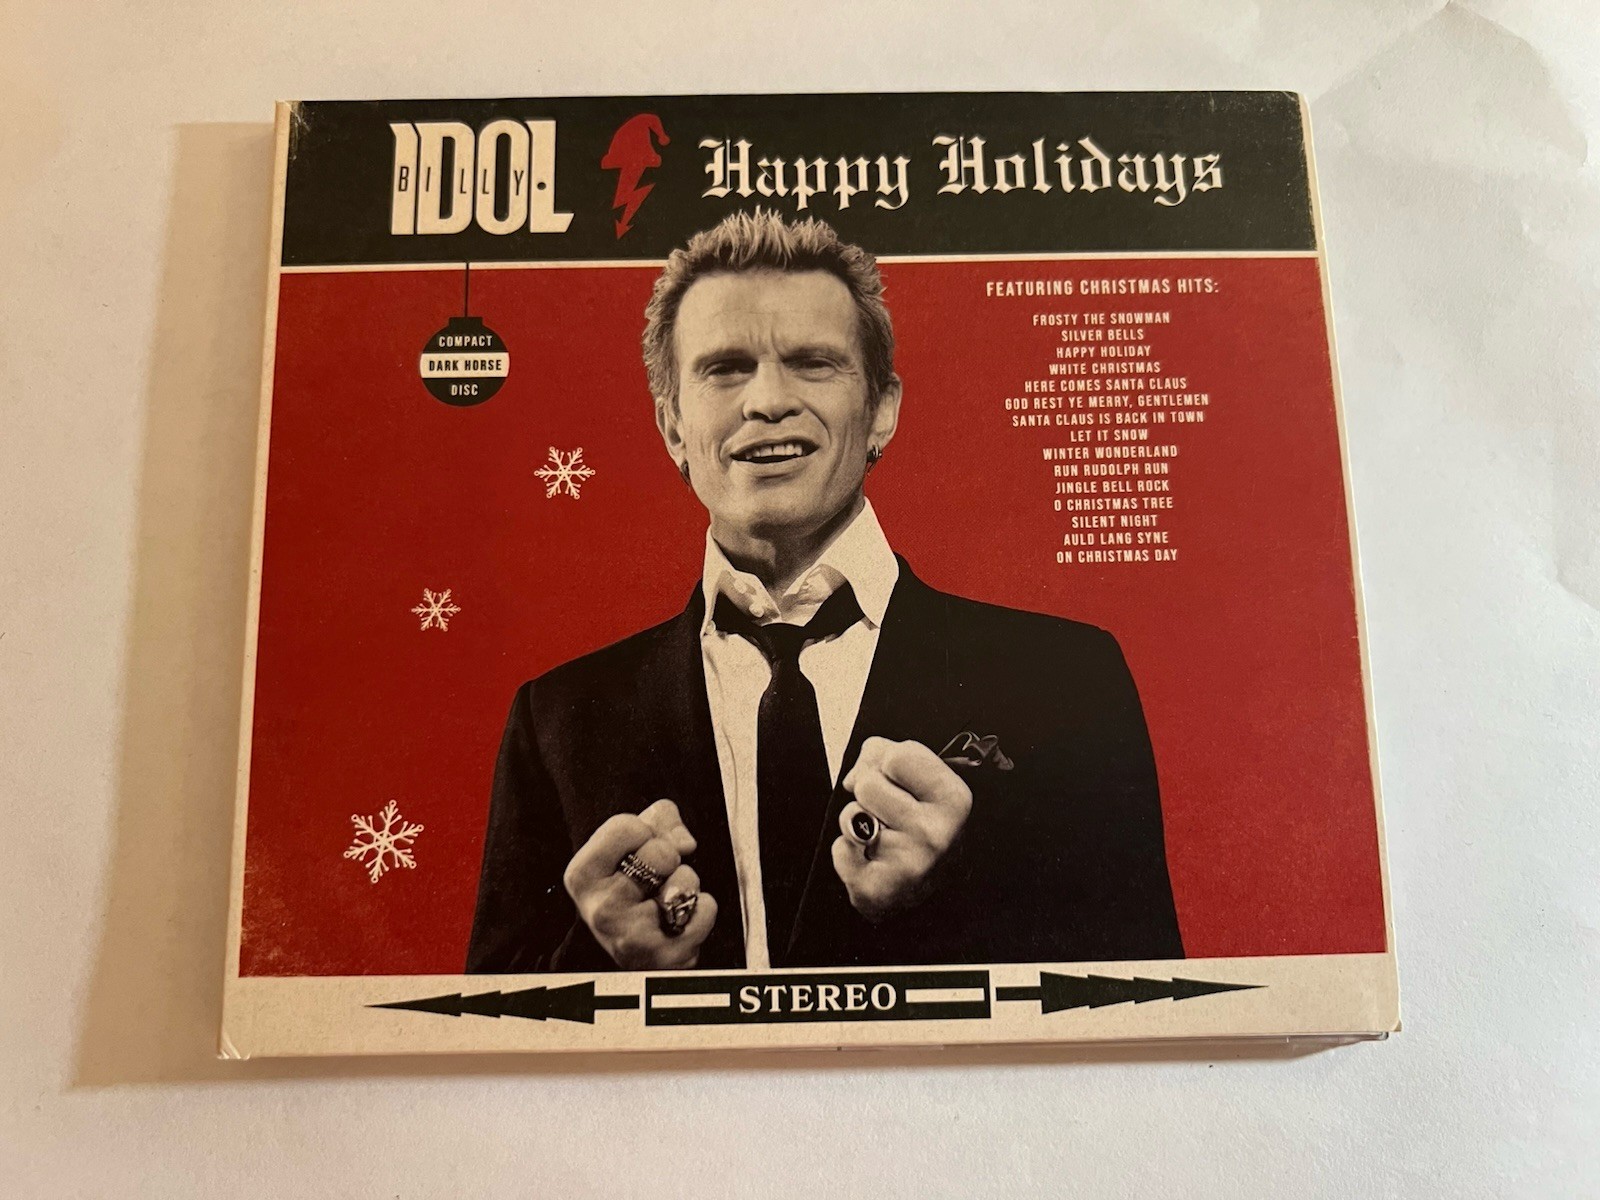 IDOL
BILLY.
Happy Holidays
COMPACT
DARK HORSE
DISC
FEATURING CHRISTMAS HITS:
FROSTY THE SNOWMAN
SILVER BELLS
HAPPY HOLIDAY
WHITE CHRISTMAS
HERE COMES SANTA CLAUS
GOD REST YE MERRY, GENTLEMEN
SANTA CLAUS IS BACK IN TOWN
LET IT SNOW
WINTER WONDERLAND
RUN RUDOLPH RUN
JINGLE BELL ROCK
O CHRISTMAS TREE
SILENT NIGHT
AULD LANG SYNE
ON CHRISTMAS DAY
4
STEREO